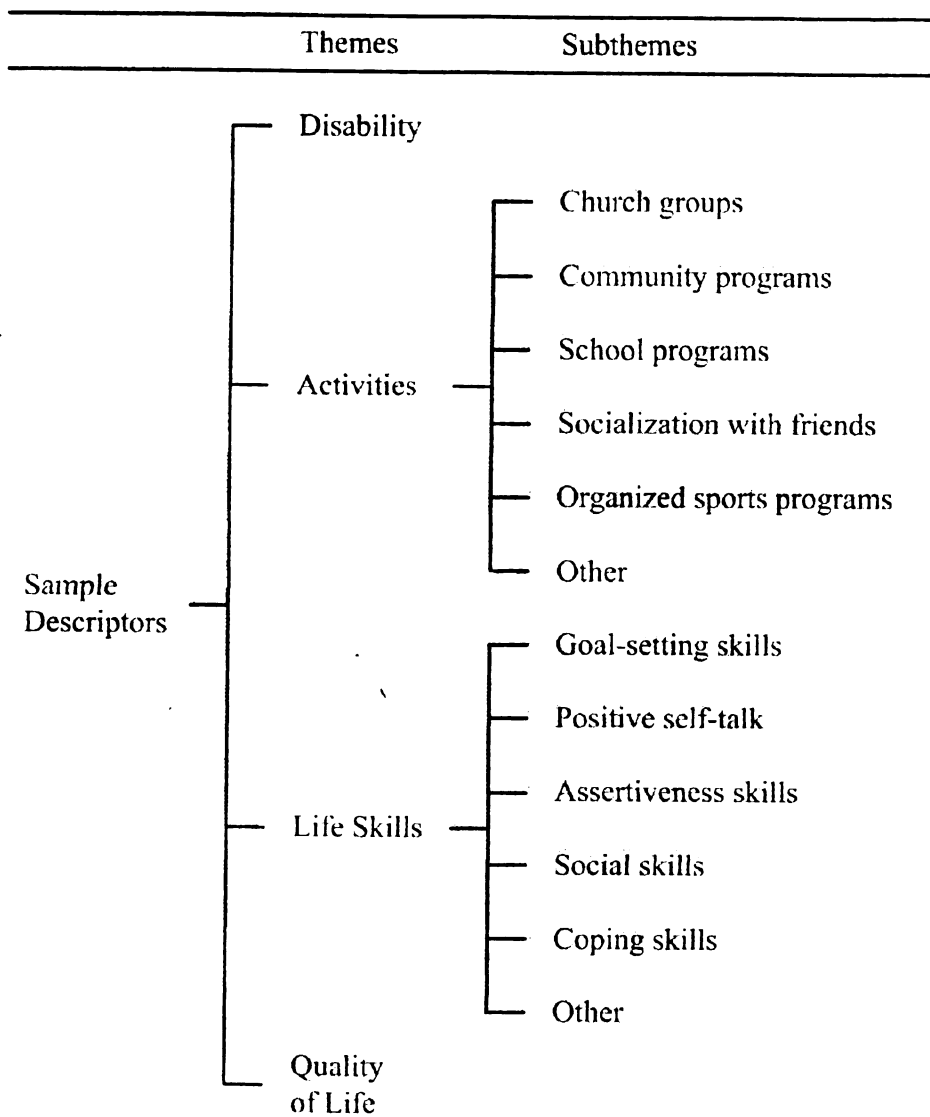 Themes Subthemes
Disability
Church groups
Community programs
School programs
Activities
Socialization with friends
Organized sports programs
Other
Sample
Descriptors
Goal-setting skills
Positive self-talk
Assertiveness skills
Life Skills
Social skills
Coping skills
Other
Quality
of Life